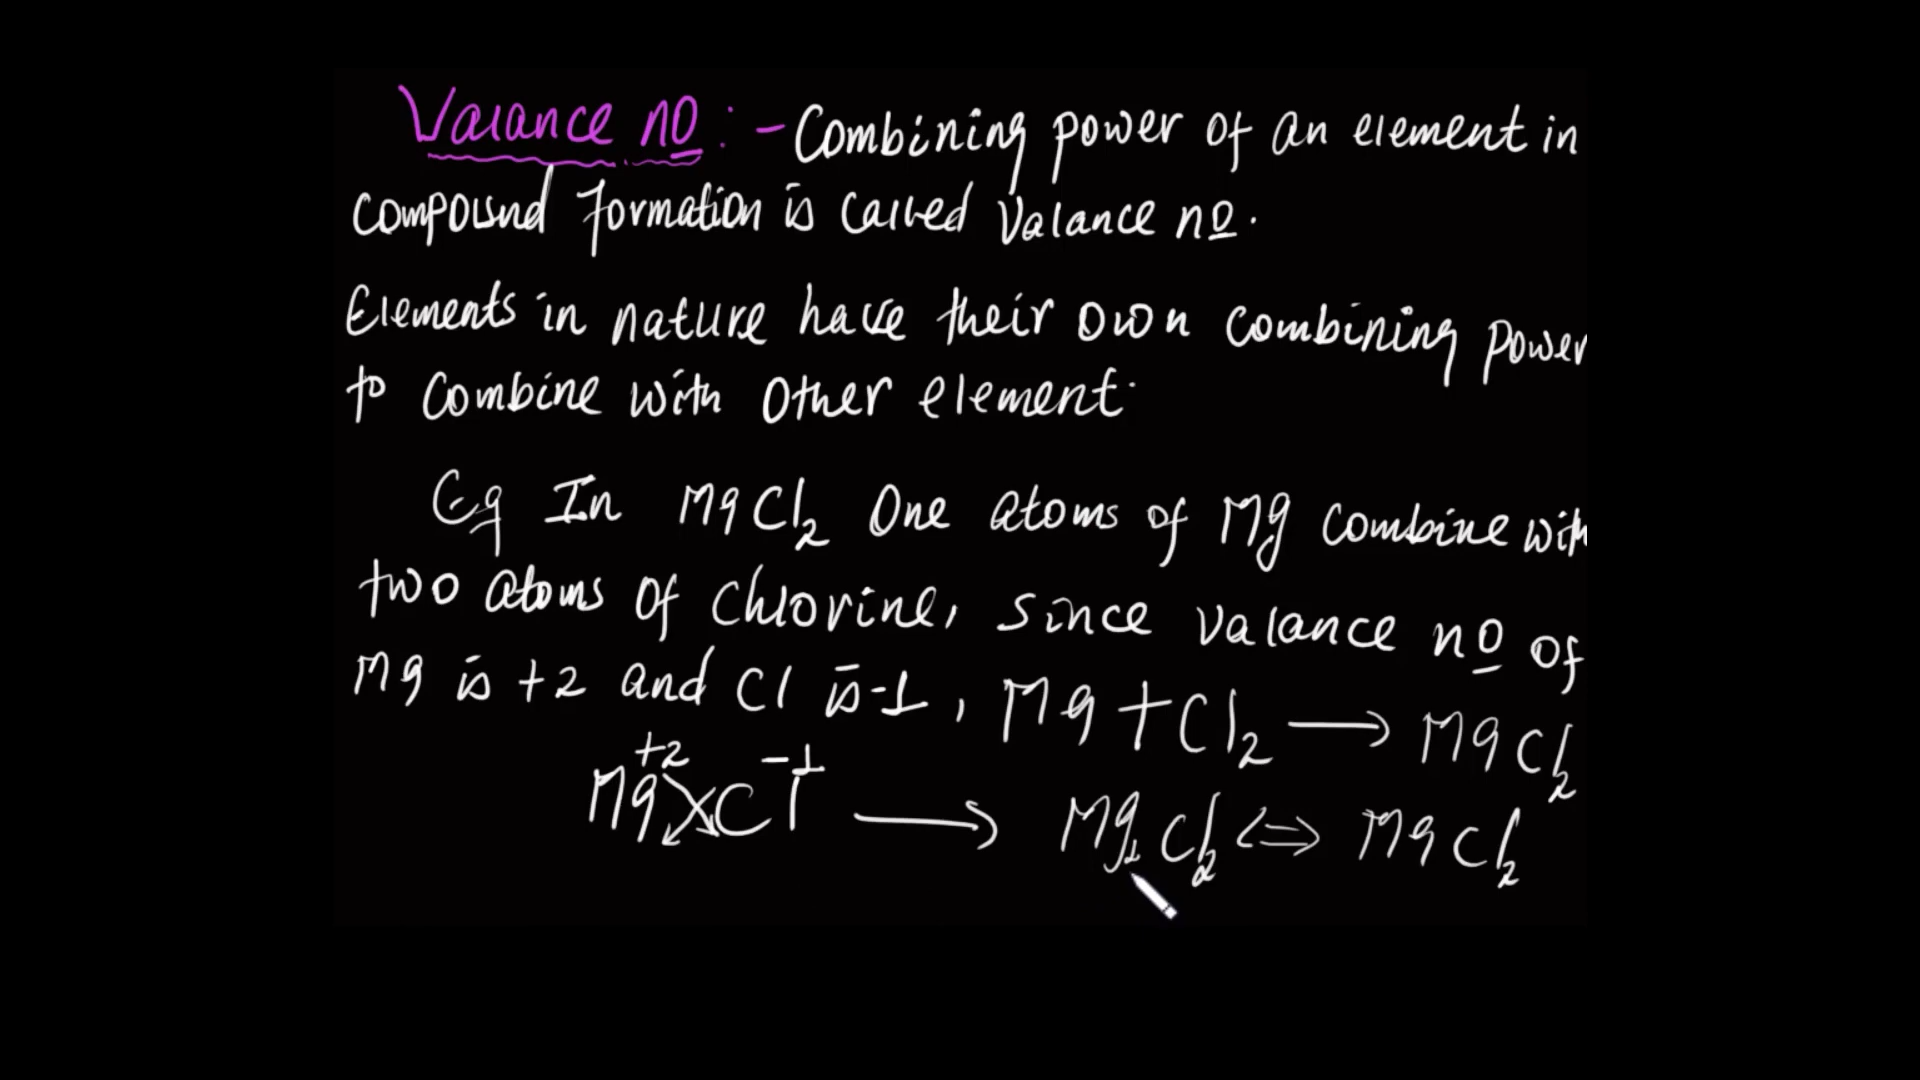 Valance no :- Combining power of an element in
compound formation is called Valance no.
Elements in nature have their own combining power
to combine with other element.
Eg In MgCl₂ One atoms of Mg combine with
two atoms of chlorine, since valance no of
Mg is +2 and Cl is -1, Mg + Cl₂ → MgCl₂
Mg⁺² Cl⁻¹ → Mg₁Cl₂ ⇔ MgCl₂